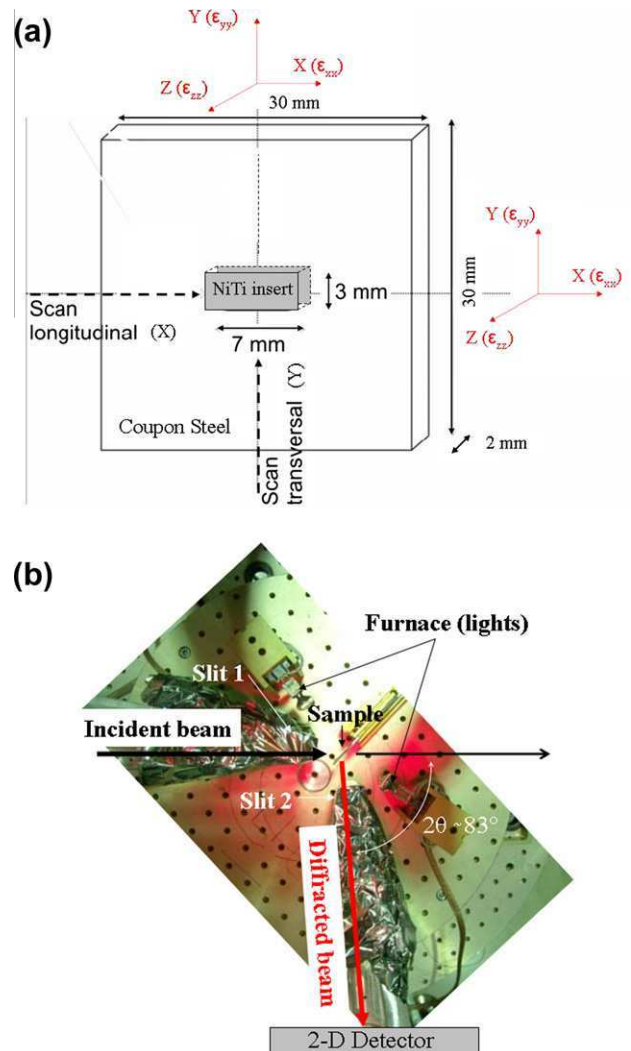 (a)
Y (εyy)
X (εxx)
Z (εzz)
30 mm
Y (εyy)
X (εxx)
Z (εzz)
30 mm
NiTi insert
3 mm
Scan
longitudinal (X)
7 mm
Scan
transversal (Y)
Coupon Steel
2 mm
(b)
Furnace (lights)
Slit 1
Sample
Incident beam
Slit 2
2θ ~83°
Diffracted beam
2-D Detector